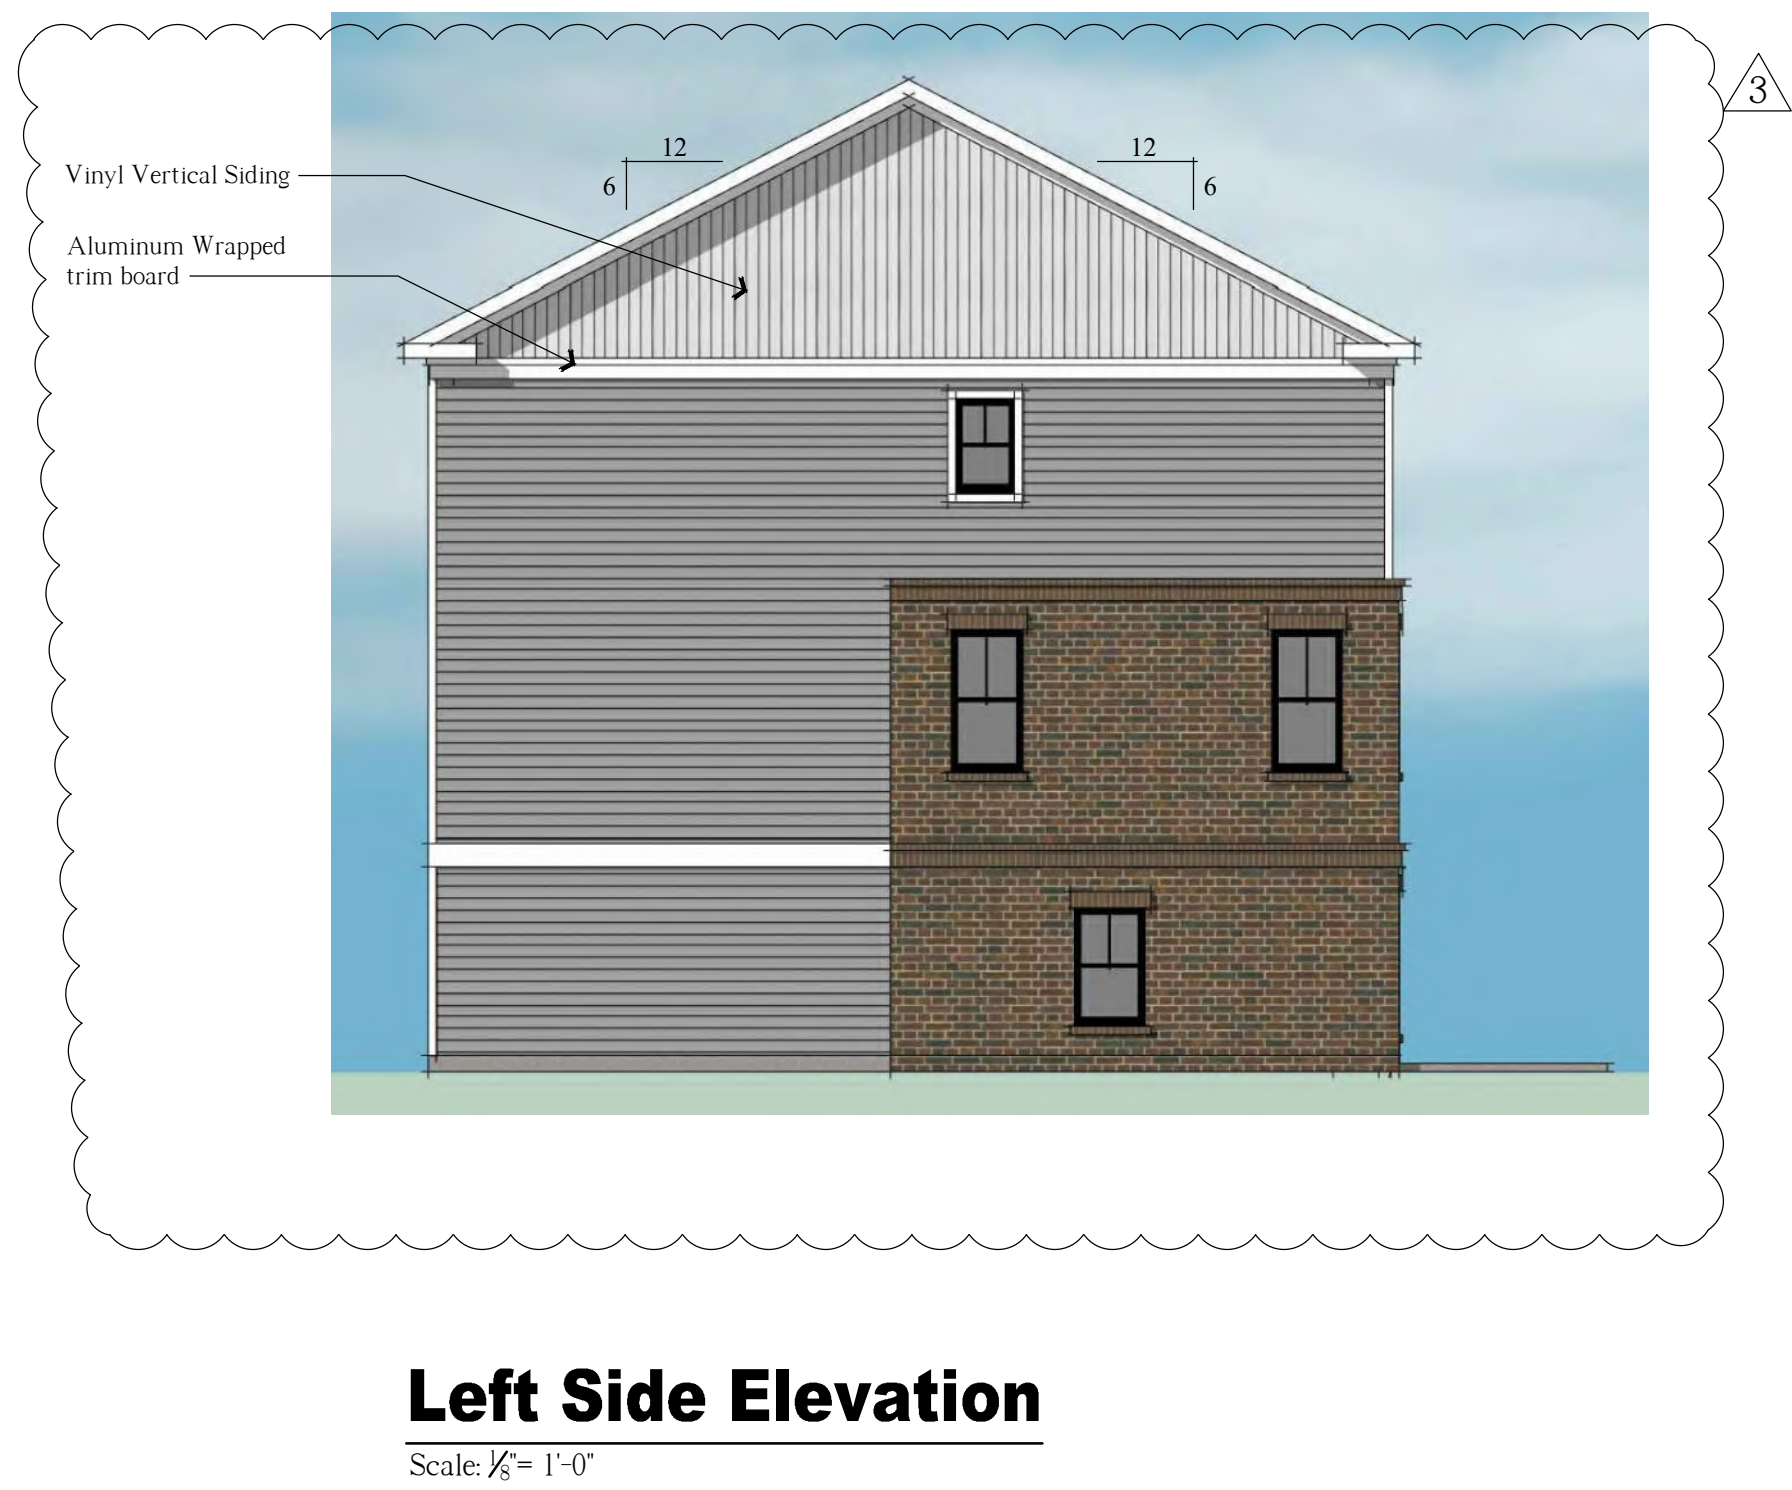 3
12
12
6
6
Vinyl Vertical Siding
Aluminum Wrapped
trim board
Left Side Elevation
Scale: 1/8"= 1'-0"